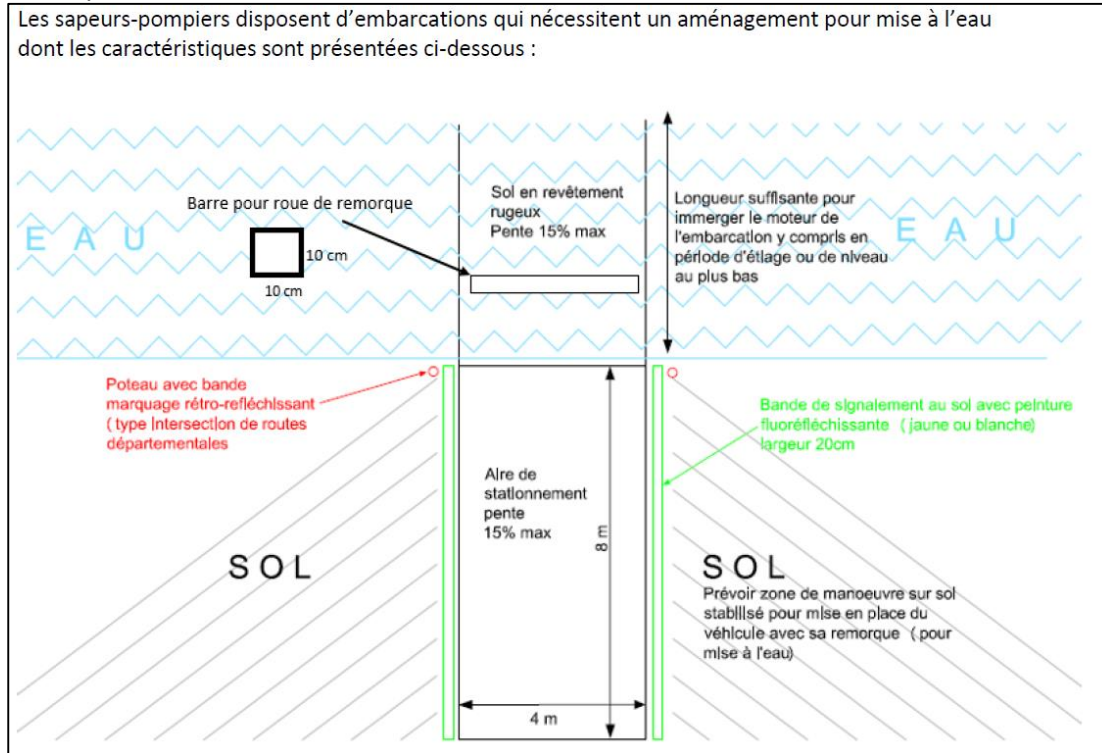 Les sapeurs-pompiers disposent d’embarcations qui nécessitent un aménagement pour mise à l’eau
dont les caractéristiques sont présentées ci-dessous :
Barre pour roue de remorque
Sol en revêtement
rugeux
Pente 15% max
Longueur suffisante pour
immerger le moteur de
l'embarcation y compris en
période d'étiage ou de niveau
au plus bas
E A U
E A U
10 cm
10 cm
Poteau avec bande
marquage rétro-refléchissant
( type intersection de routes
départementales
Bande de signalement au sol avec peinture
fluoréfléchissante ( jaune ou blanche)
largeur 20cm
Aire de
stationnement
pente
15% max
8 m
S O L
S O L
Prévoir zone de manoeuvre sur sol
stabilisé pour mise en place du
véhicule avec sa remorque ( pour
mise à l'eau)
4 m